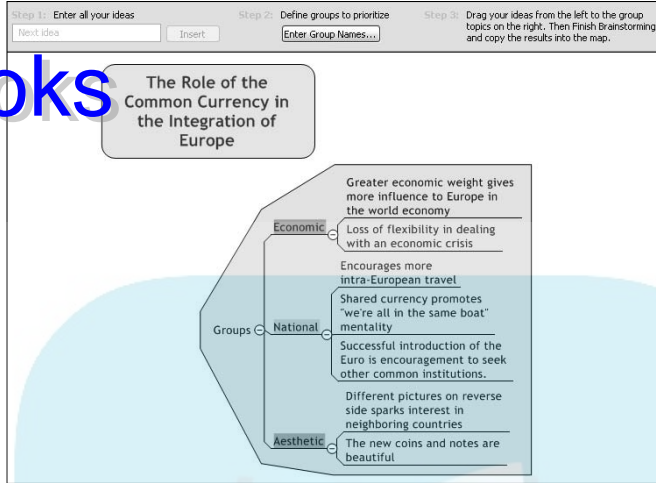 Step 1: Enter all your ideas
Next idea
Insert
Step 2: Define groups to prioritize
Enter Group Names...
Step 3: Drag your ideas from the left to the group
topics on the right. Then Finish Brainstorming
and copy the results into the map.
oks
The Role of the
Common Currency in
the Integration of
Europe
Groups
Economic
Greater economic weight gives
more influence to Europe in
the world economy
Loss of flexibility in dealing
with an economic crisis
National
Encourages more
intra-European travel
Shared currency promotes
"we're all in the same boat"
mentality
Successful introduction of the
Euro is encouragement to seek
other common institutions.
Aesthetic
Different pictures on reverse
side sparks interest in
neighboring countries
The new coins and notes are
beautiful